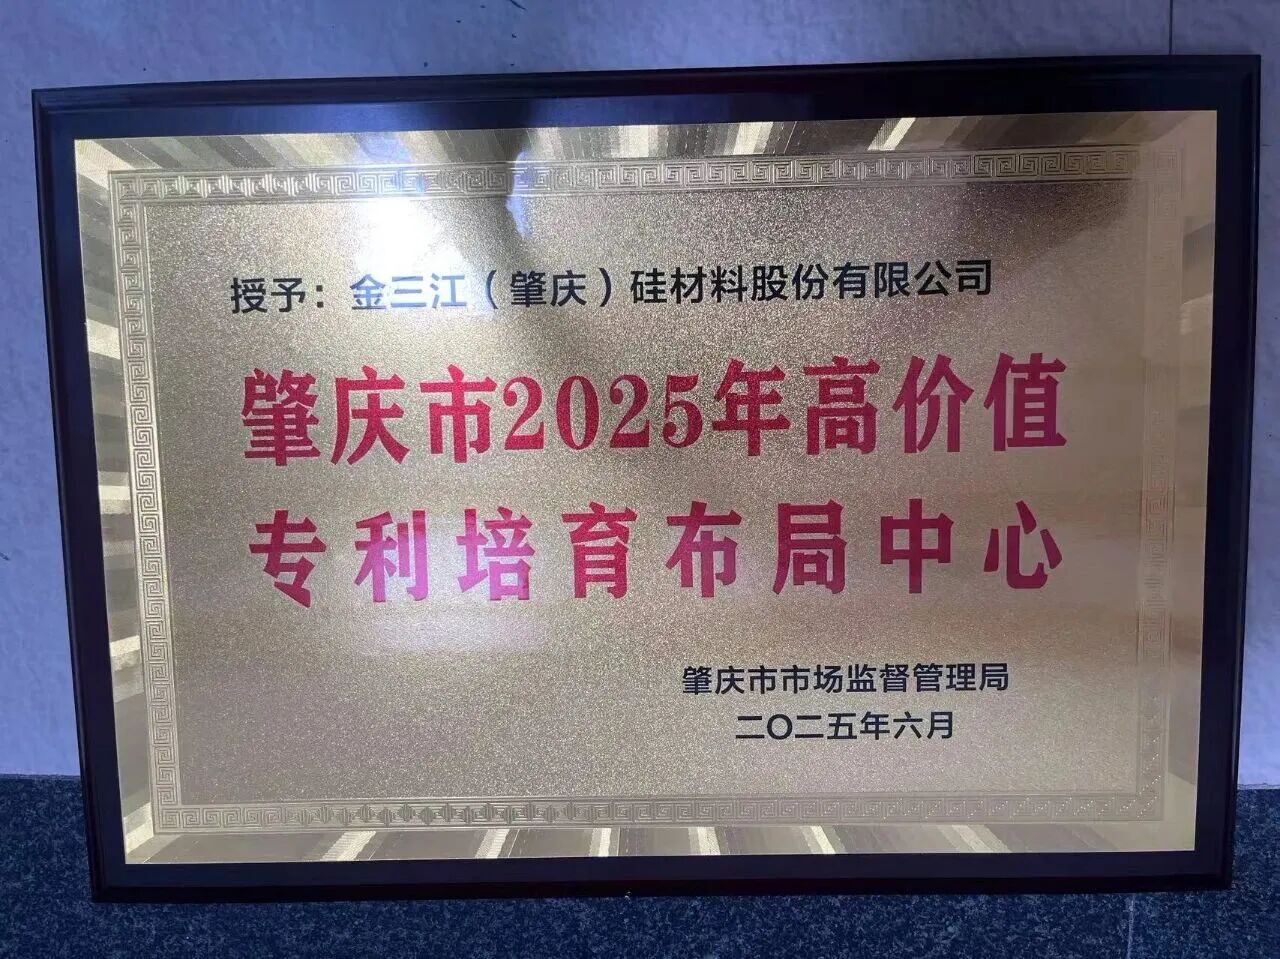 授予：金三江（肇庆）硅材料股份有限公司
肇庆市2025年高价值
专利培育布局中心
肇庆市市场监督管理局
二〇二五年六月